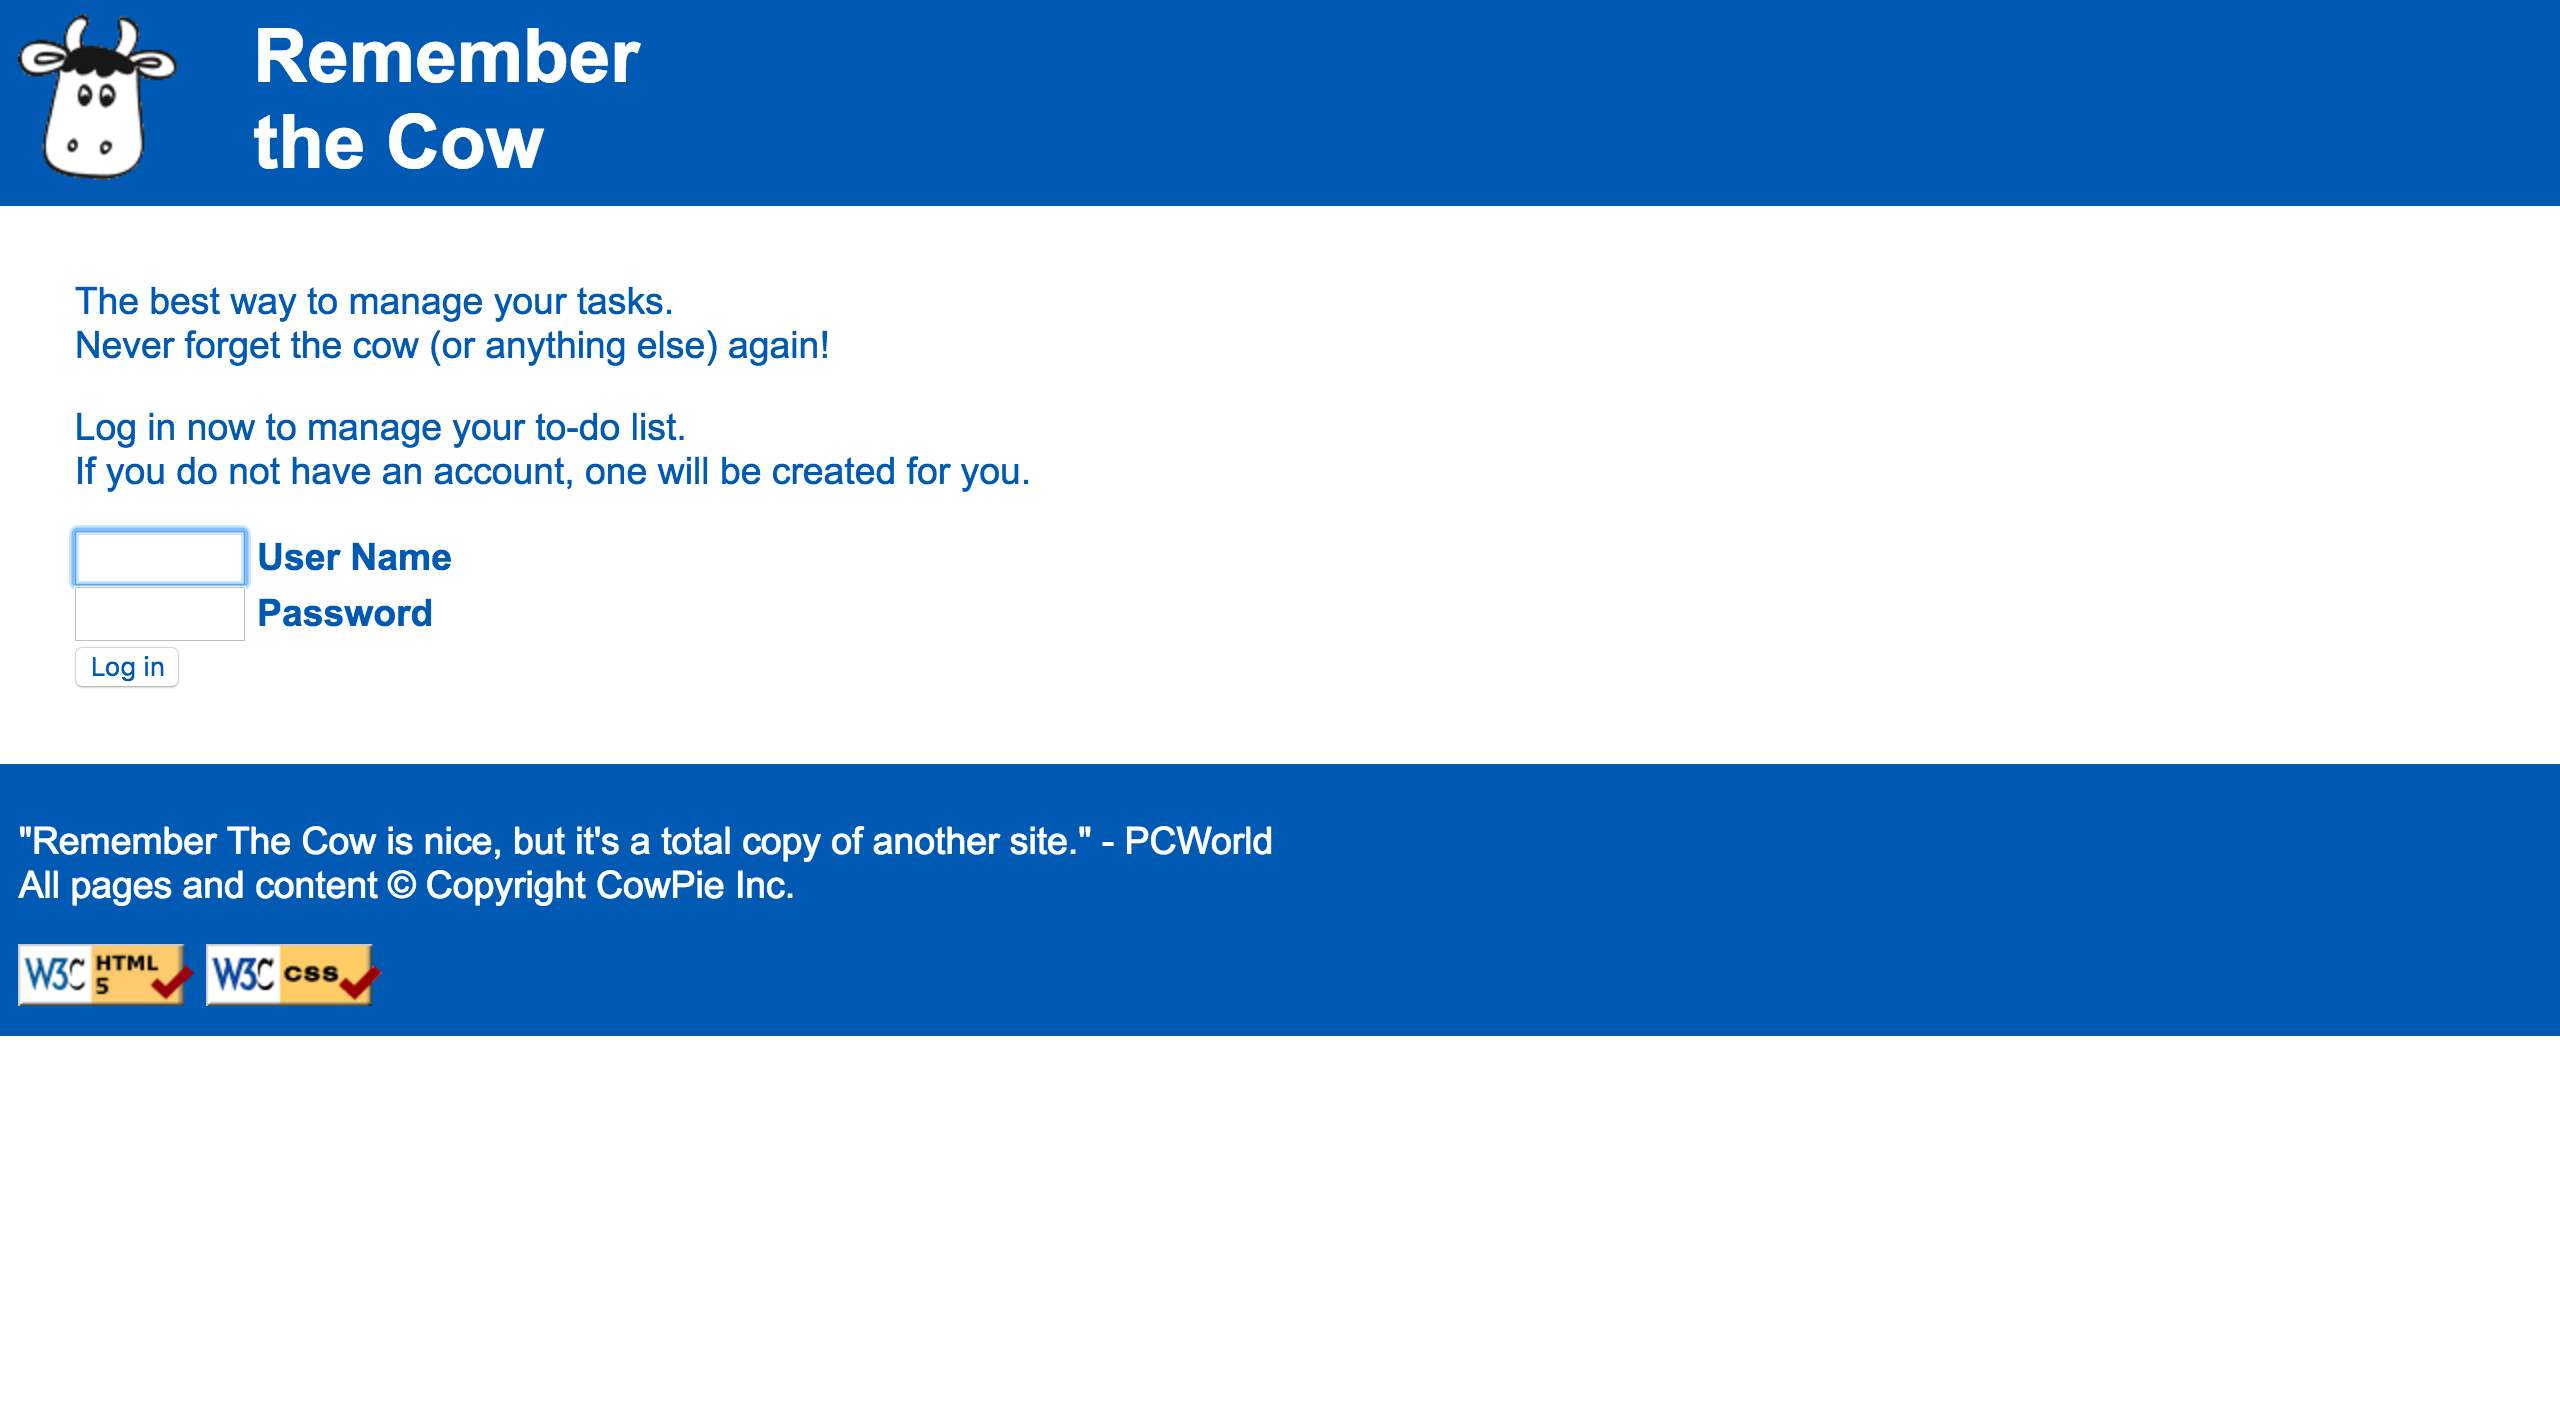 Remember
the Cow
The best way to manage your tasks.
Never forget the cow (or anything else) again!
Log in now to manage your to-do list.
If you do not have an account, one will be created for you.
User Name
Password
Log in
"Remember The Cow is nice, but it's a total copy of another site." - PCWorld
All pages and content © Copyright CowPie Inc.
W3C HTML 5 W3C CSS